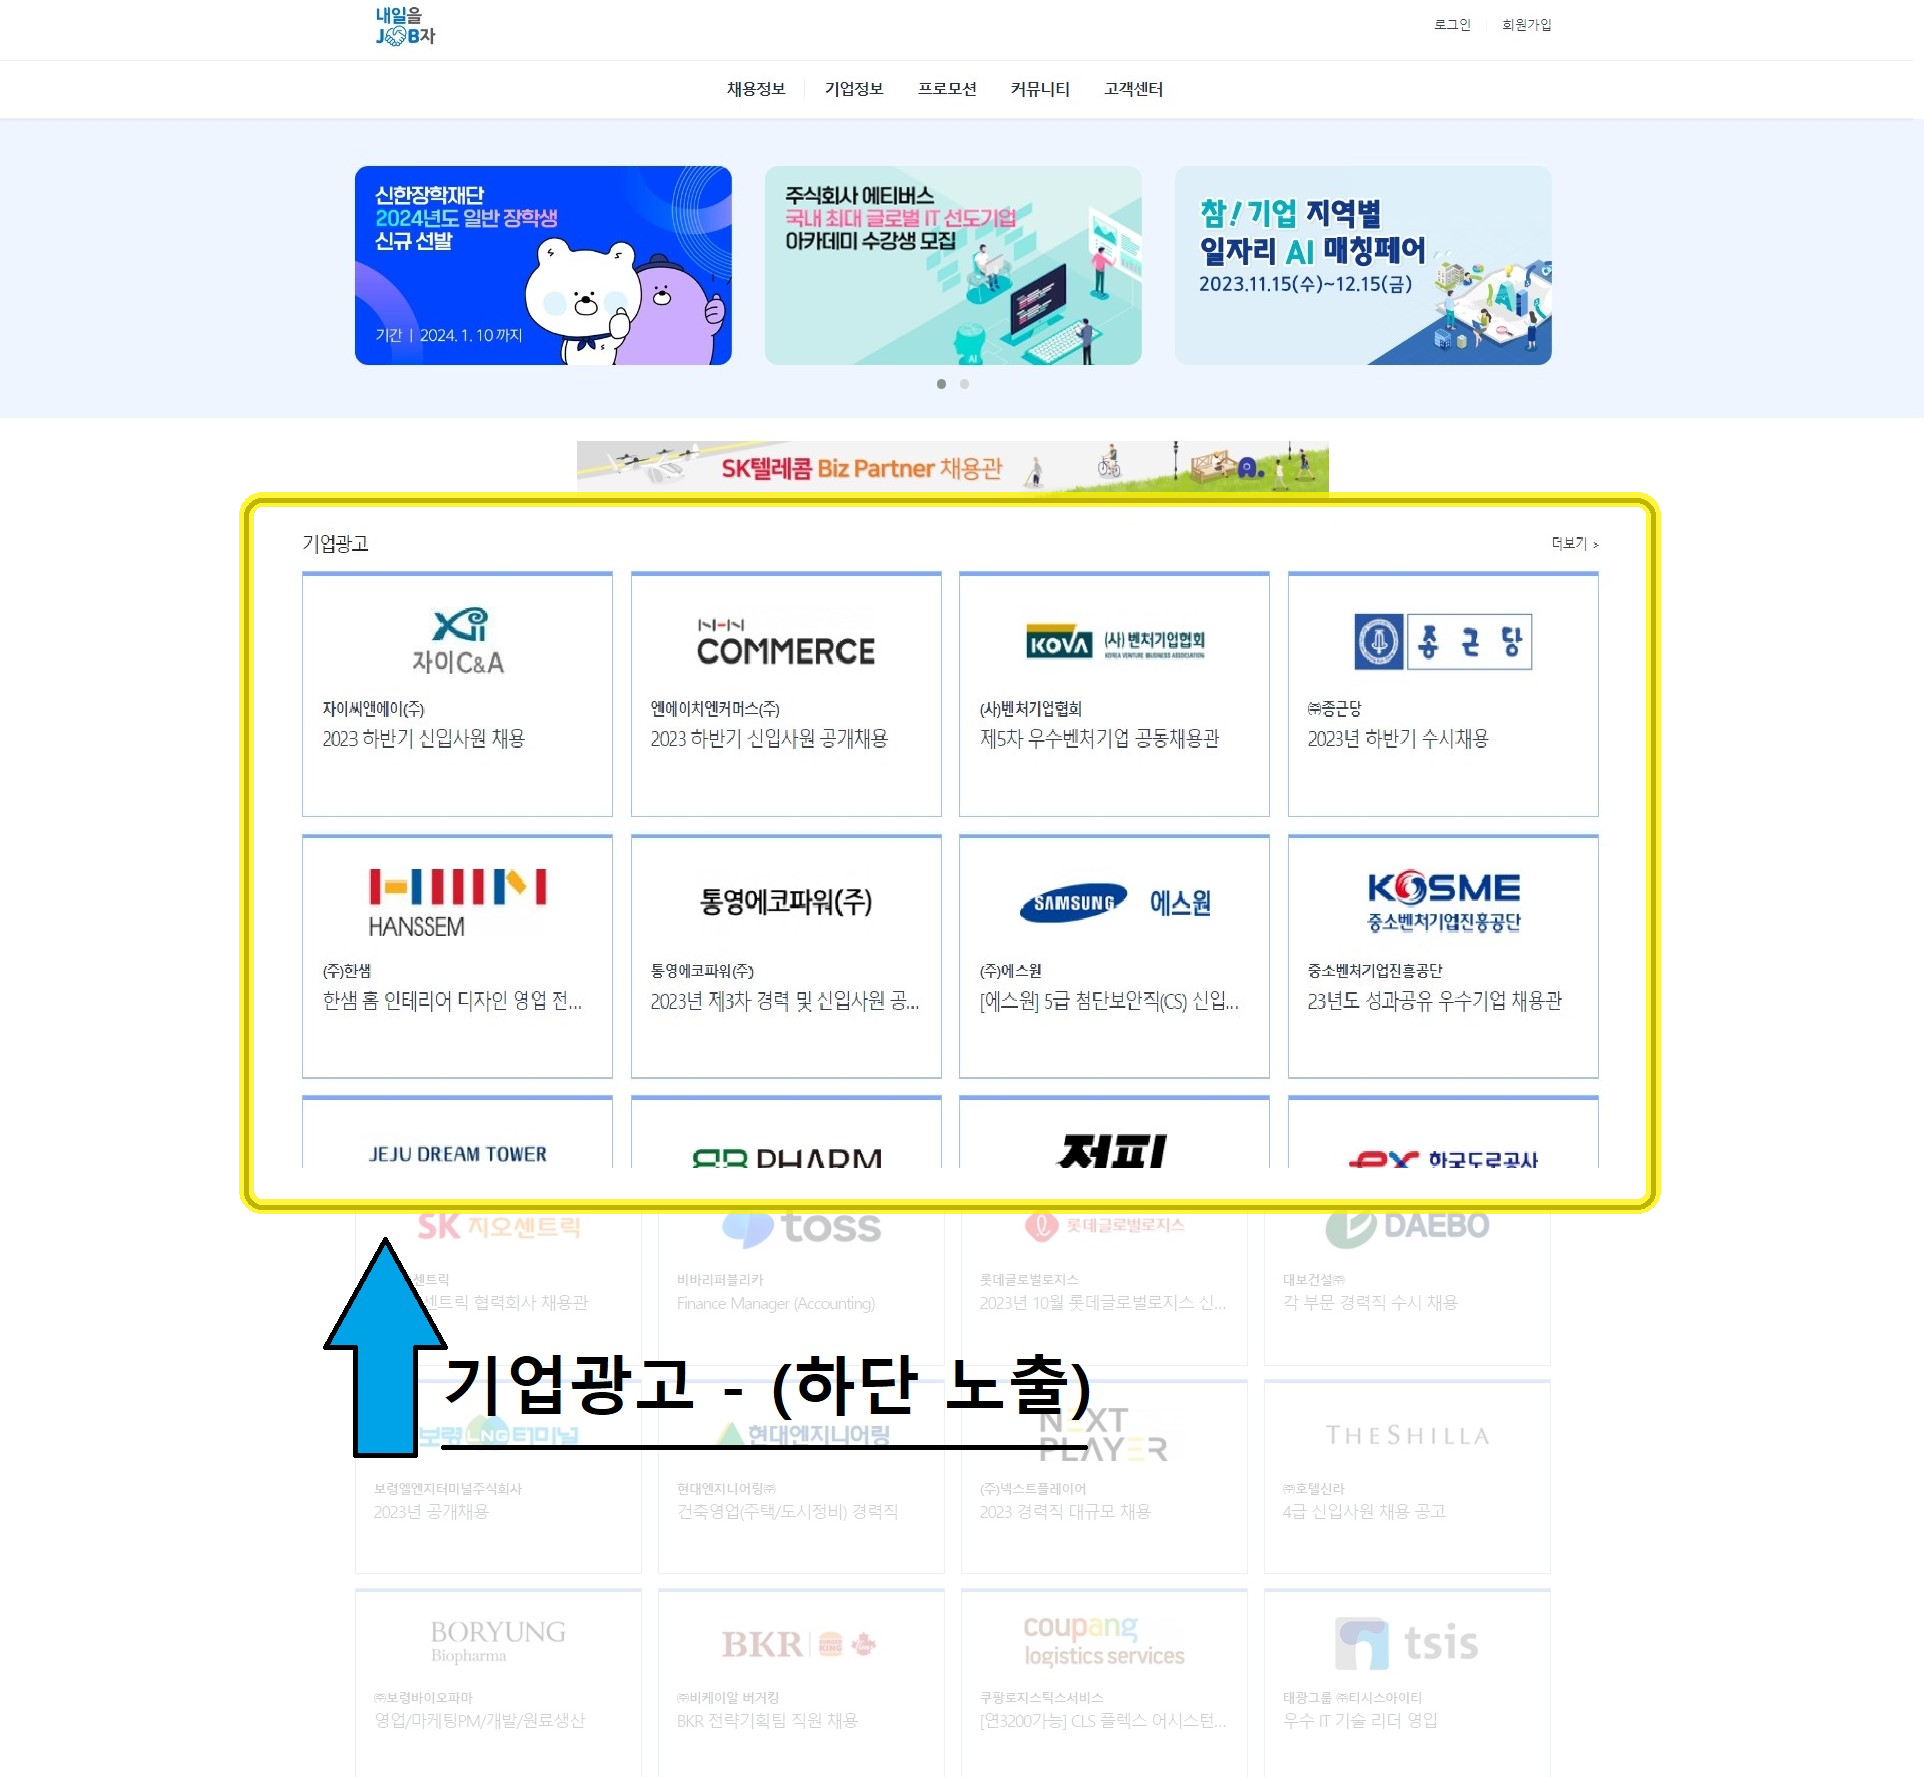 내일을
JOB자
로그인
회원가입
채용정보
기업정보
프로모션
커뮤니티
고객센터
신한장학재단
2024년도 일반 장학생
신규 선발
기간 | 2024. 1. 10 까지
주식회사 에티버스
국내 최대 글로벌 IT 선도기업
아카데미 수강생 모집
AI
참! 기업 지역별
일자리 AI 매칭페어
2023.11.15(수)~12.15(금)
AI
SK텔레콤 Biz Partner 채용관
A.
기업광고
더보기 >
자이C&A
자이씨앤에이(주)
2023 하반기 신입사원 채용
NHN
COMMERCE
엔에이치엔커머스(주)
2023 하반기 신입사원 공개채용
KOVA (사)벤처기업협회
KOREA VENTURE BUSINESS ASSOCIATION
(사)벤처기업협회
제5차 우수벤처기업 공동채용관
종근당
㈜종근당
2023년 하반기 수시채용
HANSSEM
(주)한샘
한샘 홈 인테리어 디자인 영업 전...
통영에코파워(주)
통영에코파워(주)
2023년 제3차 경력 및 신입사원 공...
SAMSUNG 에스원
(주)에스원
[에스원] 5급 첨단보안직(CS) 신입...
KOSME
중소벤처기업진흥공단
중소벤처기업진흥공단
23년도 성과공유 우수기업 채용관
JEJU DREAM TOWER
PHARM
저피
ex 한국도로공사
SK 지오센트릭
센트릭
센트릭 협력회사 채용관
toss
비바리퍼블리카
Finance Manager (Accounting)
롯데글로벌로지스
롯데글로벌로지스
2023년 10월 롯데글로벌로지스 신...
DAEBO
대보건설㈜
각 부문 경력직 수시 채용
기업광고 - (하단 노출)
보령LNG터미널
보령엘엔지터미널주식회사
2023년 공개채용
현대엔지니어링
현대엔지니어링㈜
건축영업(주택/도시정비) 경력직
NEXT
PLAYER
(주)넥스트플레이어
2023 경력직 대규모 채용
THE SHILLA
㈜호텔신라
4급 신입사원 채용 공고
BORYUNG
Biopharma
㈜보령바이오파마
영업/마케팅PM/개발/원료생산
BKR
BURGER KING
㈜비케이알 버거킹
BKR 전략기획팀 직원 채용
coupang
logistics services
쿠팡로지스틱스서비스
[연3200가능] CLS 플렉스 어시스턴...
tsis
태광그룹 ㈜티시스아이티
우수 IT 기술 리더 영입